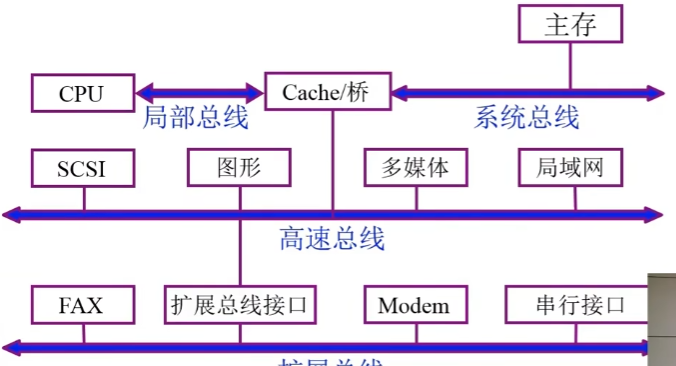 主存
CPU
Cache/桥
局部总线
系统总线
SCSI
图形
多媒体
局域网
高速总线
FAX
扩展总线接口
Modem
串行接口